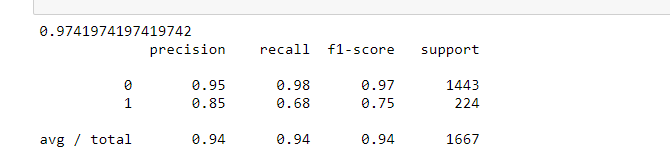 0.9741974197419742
precision recall f1-score support
0 0.95 0.98 0.97 1443
1 0.85 0.68 0.75 224
avg / total 0.94 0.94 0.94 1667